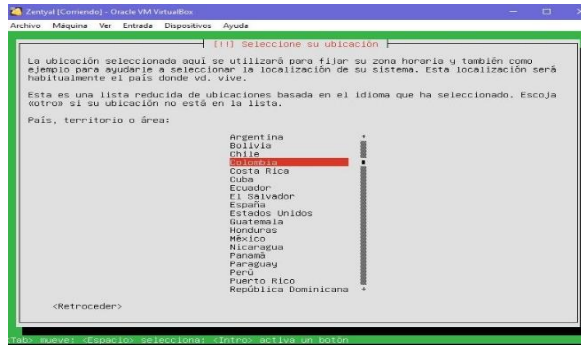 Zentyal [Corriendo] - Oracle VM VirtualBox
Archivo Máquina Ver Entrada Dispositivos Ayuda
[!!] Seleccione su ubicación
La ubicación seleccionada aquí se utilizará para fijar su zona horaria y también como
ejemplo para ayudarle a seleccionar la localización de su sistema. Esta localización será
habitualmente el país donde vd. vive.
Esta es una lista reducida de ubicaciones basada en el idioma que ha seleccionado. Escoja
«otro» si su ubicación no está en la lista.
País, territorio o área:
Argentina
Bolivia
Chile
Colombia
Costa Rica
Cuba
Ecuador
El Salvador
España
Estados Unidos
Guatemala
Honduras
México
Nicaragua
Panamá
Paraguay
Perú
Puerto Rico
República Dominicana
<Retroceder>
<Tab> mueve; <Espacio> selecciona; <Intro> activa un botón